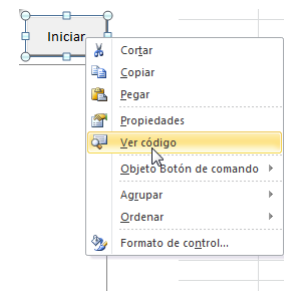 Iniciar
Cortar
Copiar
Pegar
Propiedades
Ver código
Objeto Botón de comando
Agrupar
Ordenar
Formato de control...